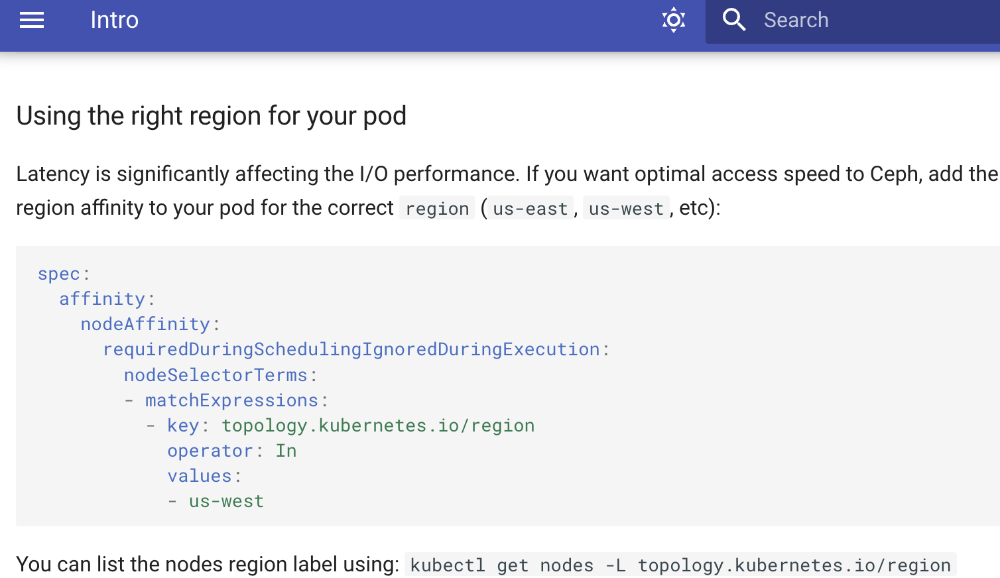 Intro
Search
Using the right region for your pod
Latency is significantly affecting the I/O performance. If you want optimal access speed to Ceph, add the
region affinity to your pod for the correct region (us-east, us-west, etc):
spec:
  affinity:
    nodeAffinity:
      requiredDuringSchedulingIgnoredDuringExecution:
        nodeSelectorTerms:
        - matchExpressions:
          - key: topology.kubernetes.io/region
            operator: In
            values:
            - us-west
You can list the nodes region label using: kubectl get nodes -L topology.kubernetes.io/region